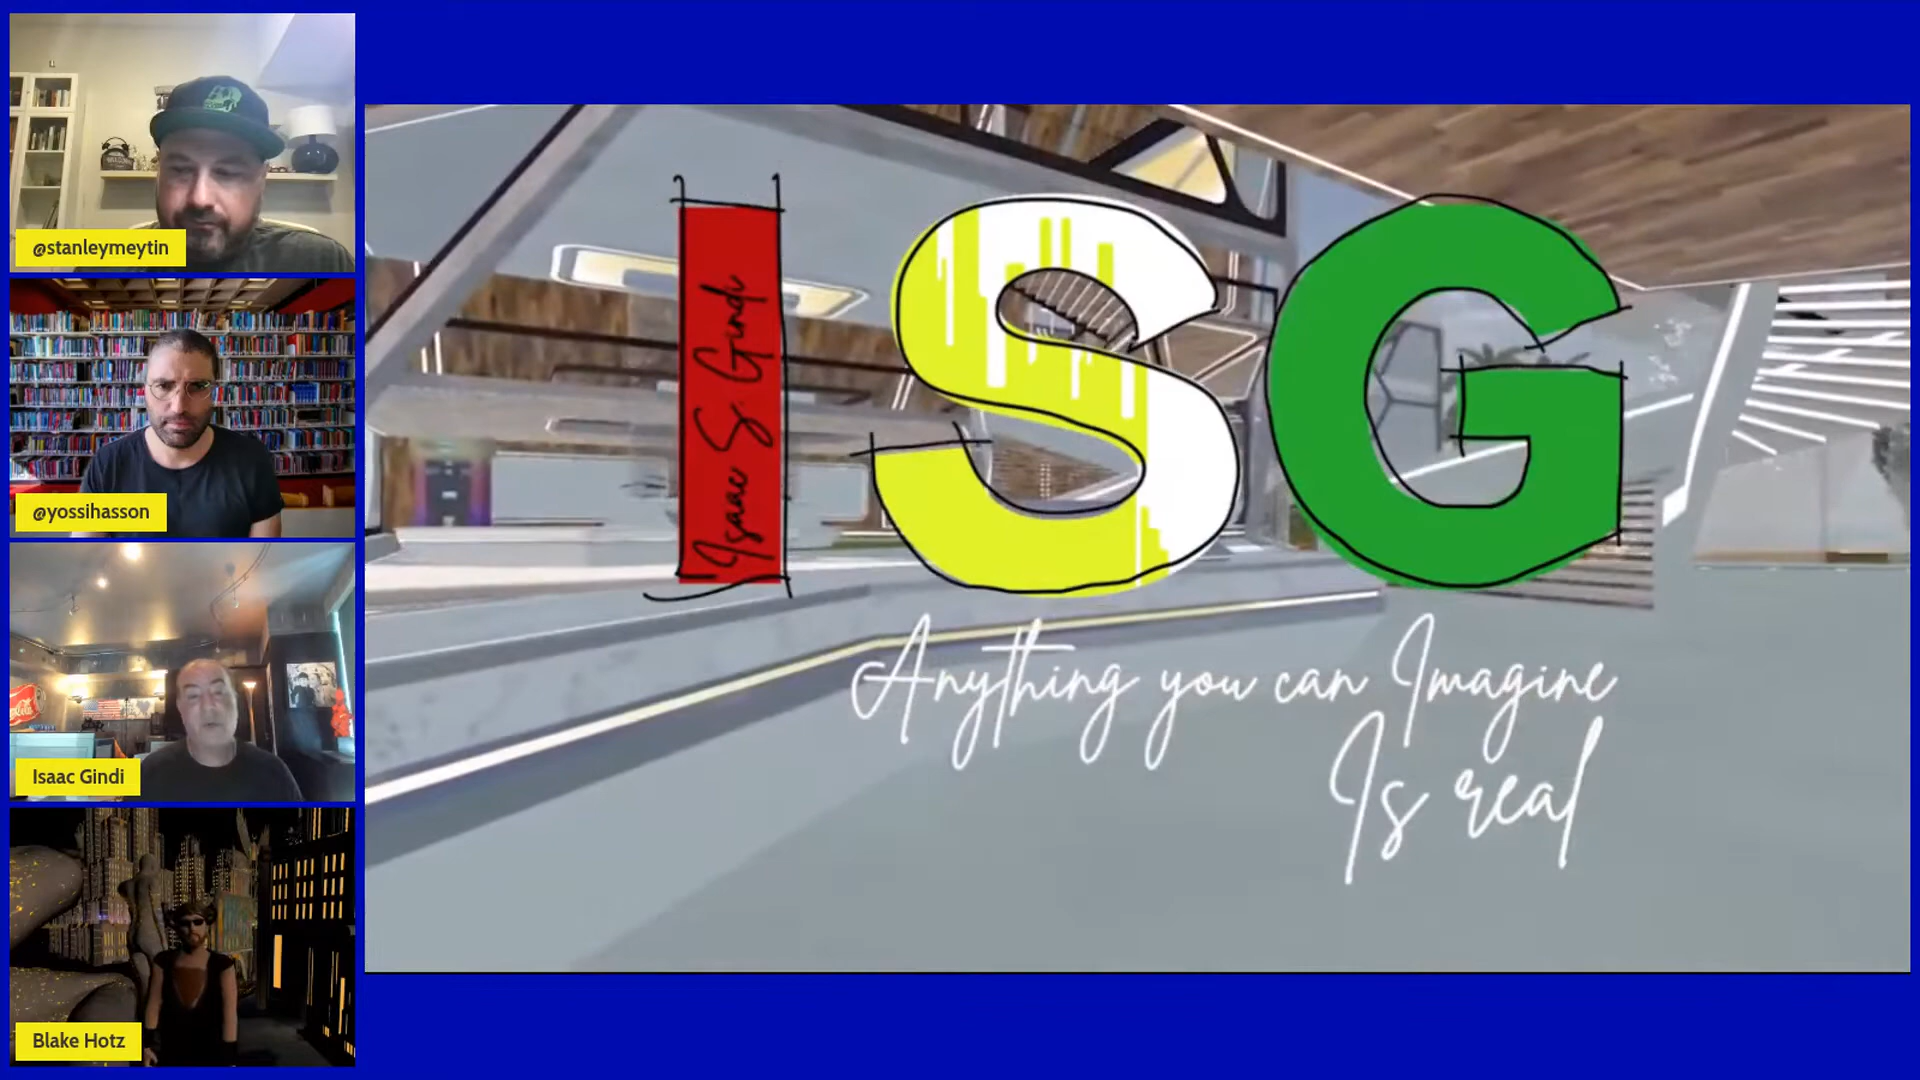 @stanleymeytin
@yossihasson
Isaac Gindi
Blake Hotz
ISG
Isaac S. Gindi
Anything you can Imagine
Is real